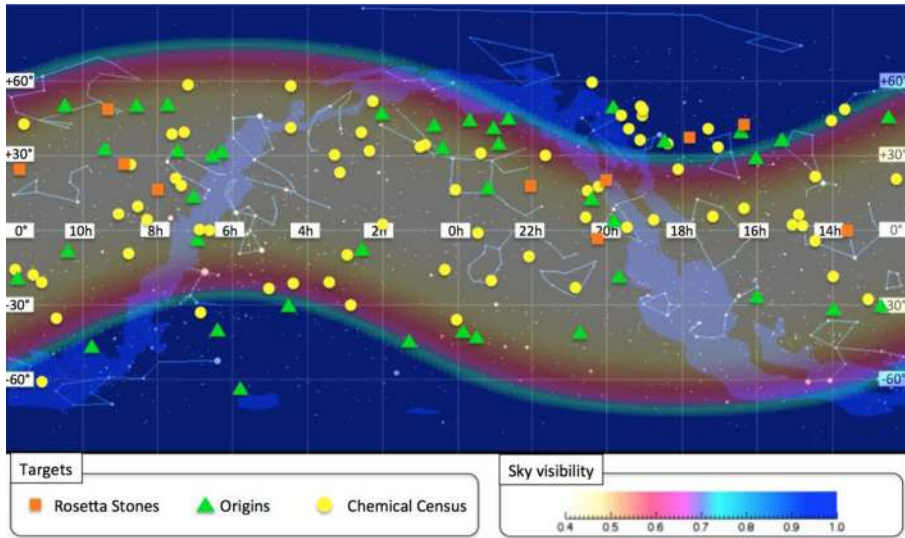 +60° +60°
+30° +30°
0° 10h 8h 6h 4h 2h 0h 22h 20h 18h 16h 14h 0°
-30° -30°
-60° -60°
Targets
Rosetta Stones Origins Chemical Census
Sky visibility
0.4 0.5 0.6 0.7 0.8 0.9 1.0